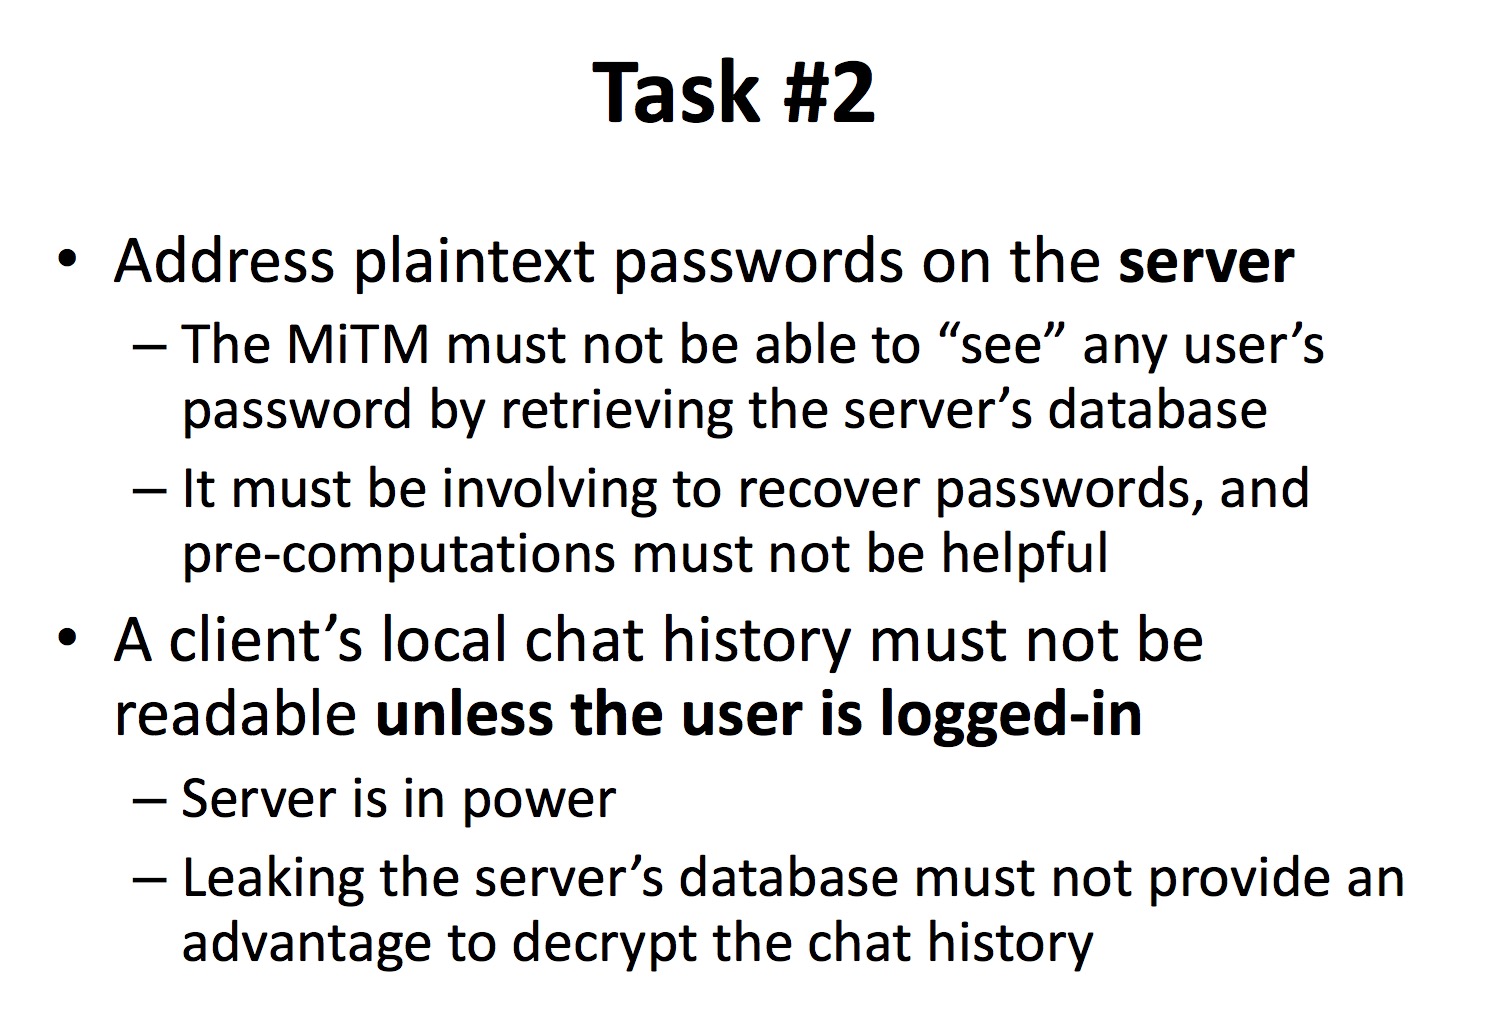 Task #2
• Address plaintext passwords on the server
– The MiTM must not be able to “see” any user’s
password by retrieving the server’s database
– It must be involving to recover passwords, and
pre-computations must not be helpful
• A client’s local chat history must not be
readable unless the user is logged-in
– Server is in power
– Leaking the server’s database must not provide an
advantage to decrypt the chat history